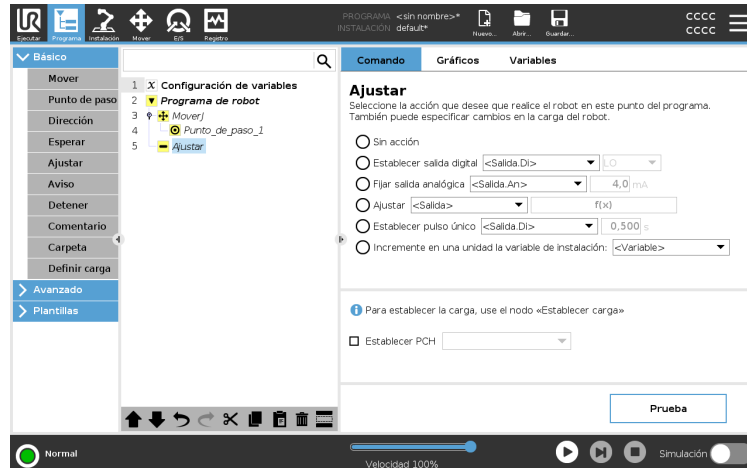 PROGRAMA <sin nombre>*
INSTALACIÓN default*
Ejecutar Programa Instalación Mover E/S Registro
Nuevo... Abrir... Guardar...
cccc
cccc
Básico
Mover
Punto de paso
Dirección
Esperar
Ajustar
Aviso
Detener
Comentario
Carpeta
Definir carga
Avanzado
Plantillas
1 X Configuración de variables
2 Programa de robot
3 MoverJ
4 Punto_de_paso_1
5 Ajustar
Comando Gráficos Variables
Ajustar
Seleccione la acción que desee que realice el robot en este punto del programa.
También puede especificar cambios en la carga del robot.
Sin acción
Establecer salida digital <Salida.Di> LO
Fijar salida analógica <Salida.An> 4,0 mA
Ajustar <Salida> f(x)
Establecer pulso único <Salida.Di> 0,500 s
Incremente en una unidad la variable de instalación: <Variable>
Para establecer la carga, use el nodo «Establecer carga»
Establecer PCH
Prueba
Normal
Velocidad 100%
Simulación